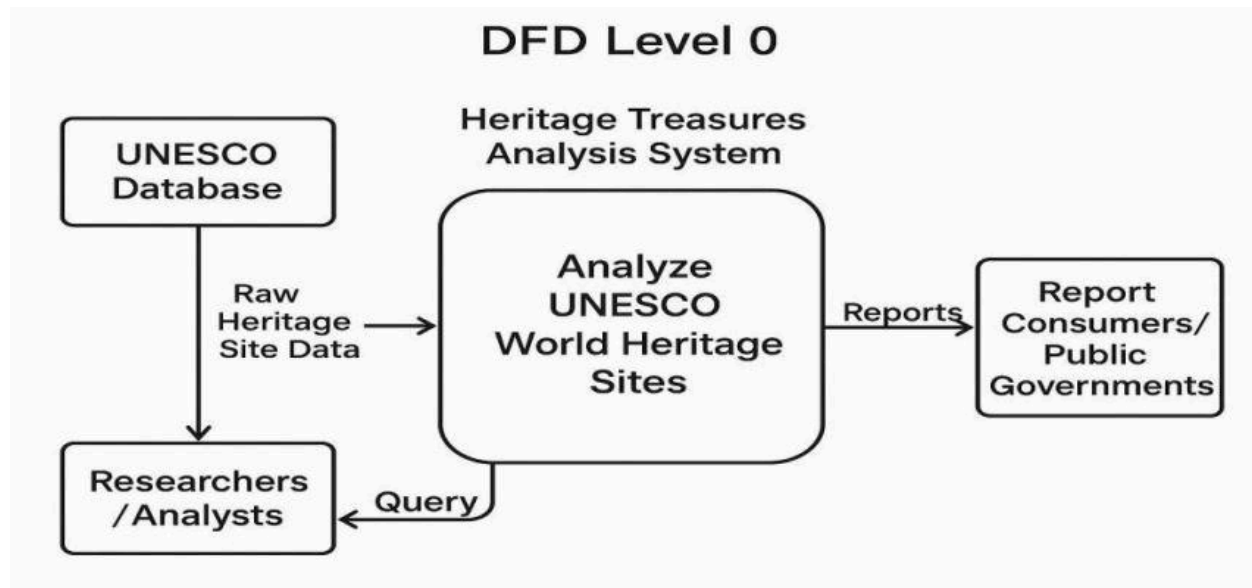 DFD Level 0
Heritage Treasures
Analysis System
UNESCO
Database
Raw
Heritage
Site Data
Analyze
UNESCO
World Heritage
Sites
Reports
Report
Consumers/
Public
Governments
Researchers
/Analysts
Query